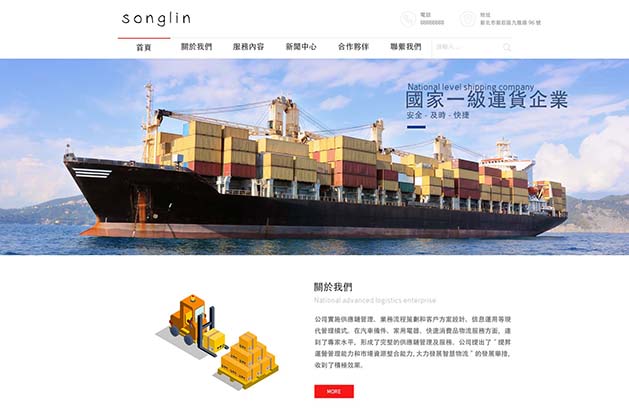 songlin
電話
88888888
地址
新北市新莊區九龍路 96 號
首頁
關於我們
服務內容
新聞中心
合作夥伴
聯繫我們
請輸入...
National level shipping company
國家一級運貨企業
安全 - 及時 - 快捷
關於我們
National advanced logistics enterprise
公司實施供應鏈管理、業務流程策劃和客戶方案設計、信息運用等現
代管理模式，在汽車備件、家用電器、快速消費品物流服務方面，達
到了專家水平，形成了完整的供應鏈管理及服務。公司提出了＂提昇
運營管理能力和市場資源整合能力,大力發展智慧物流＂的發展舉措,
收到了積極效果。
MORE